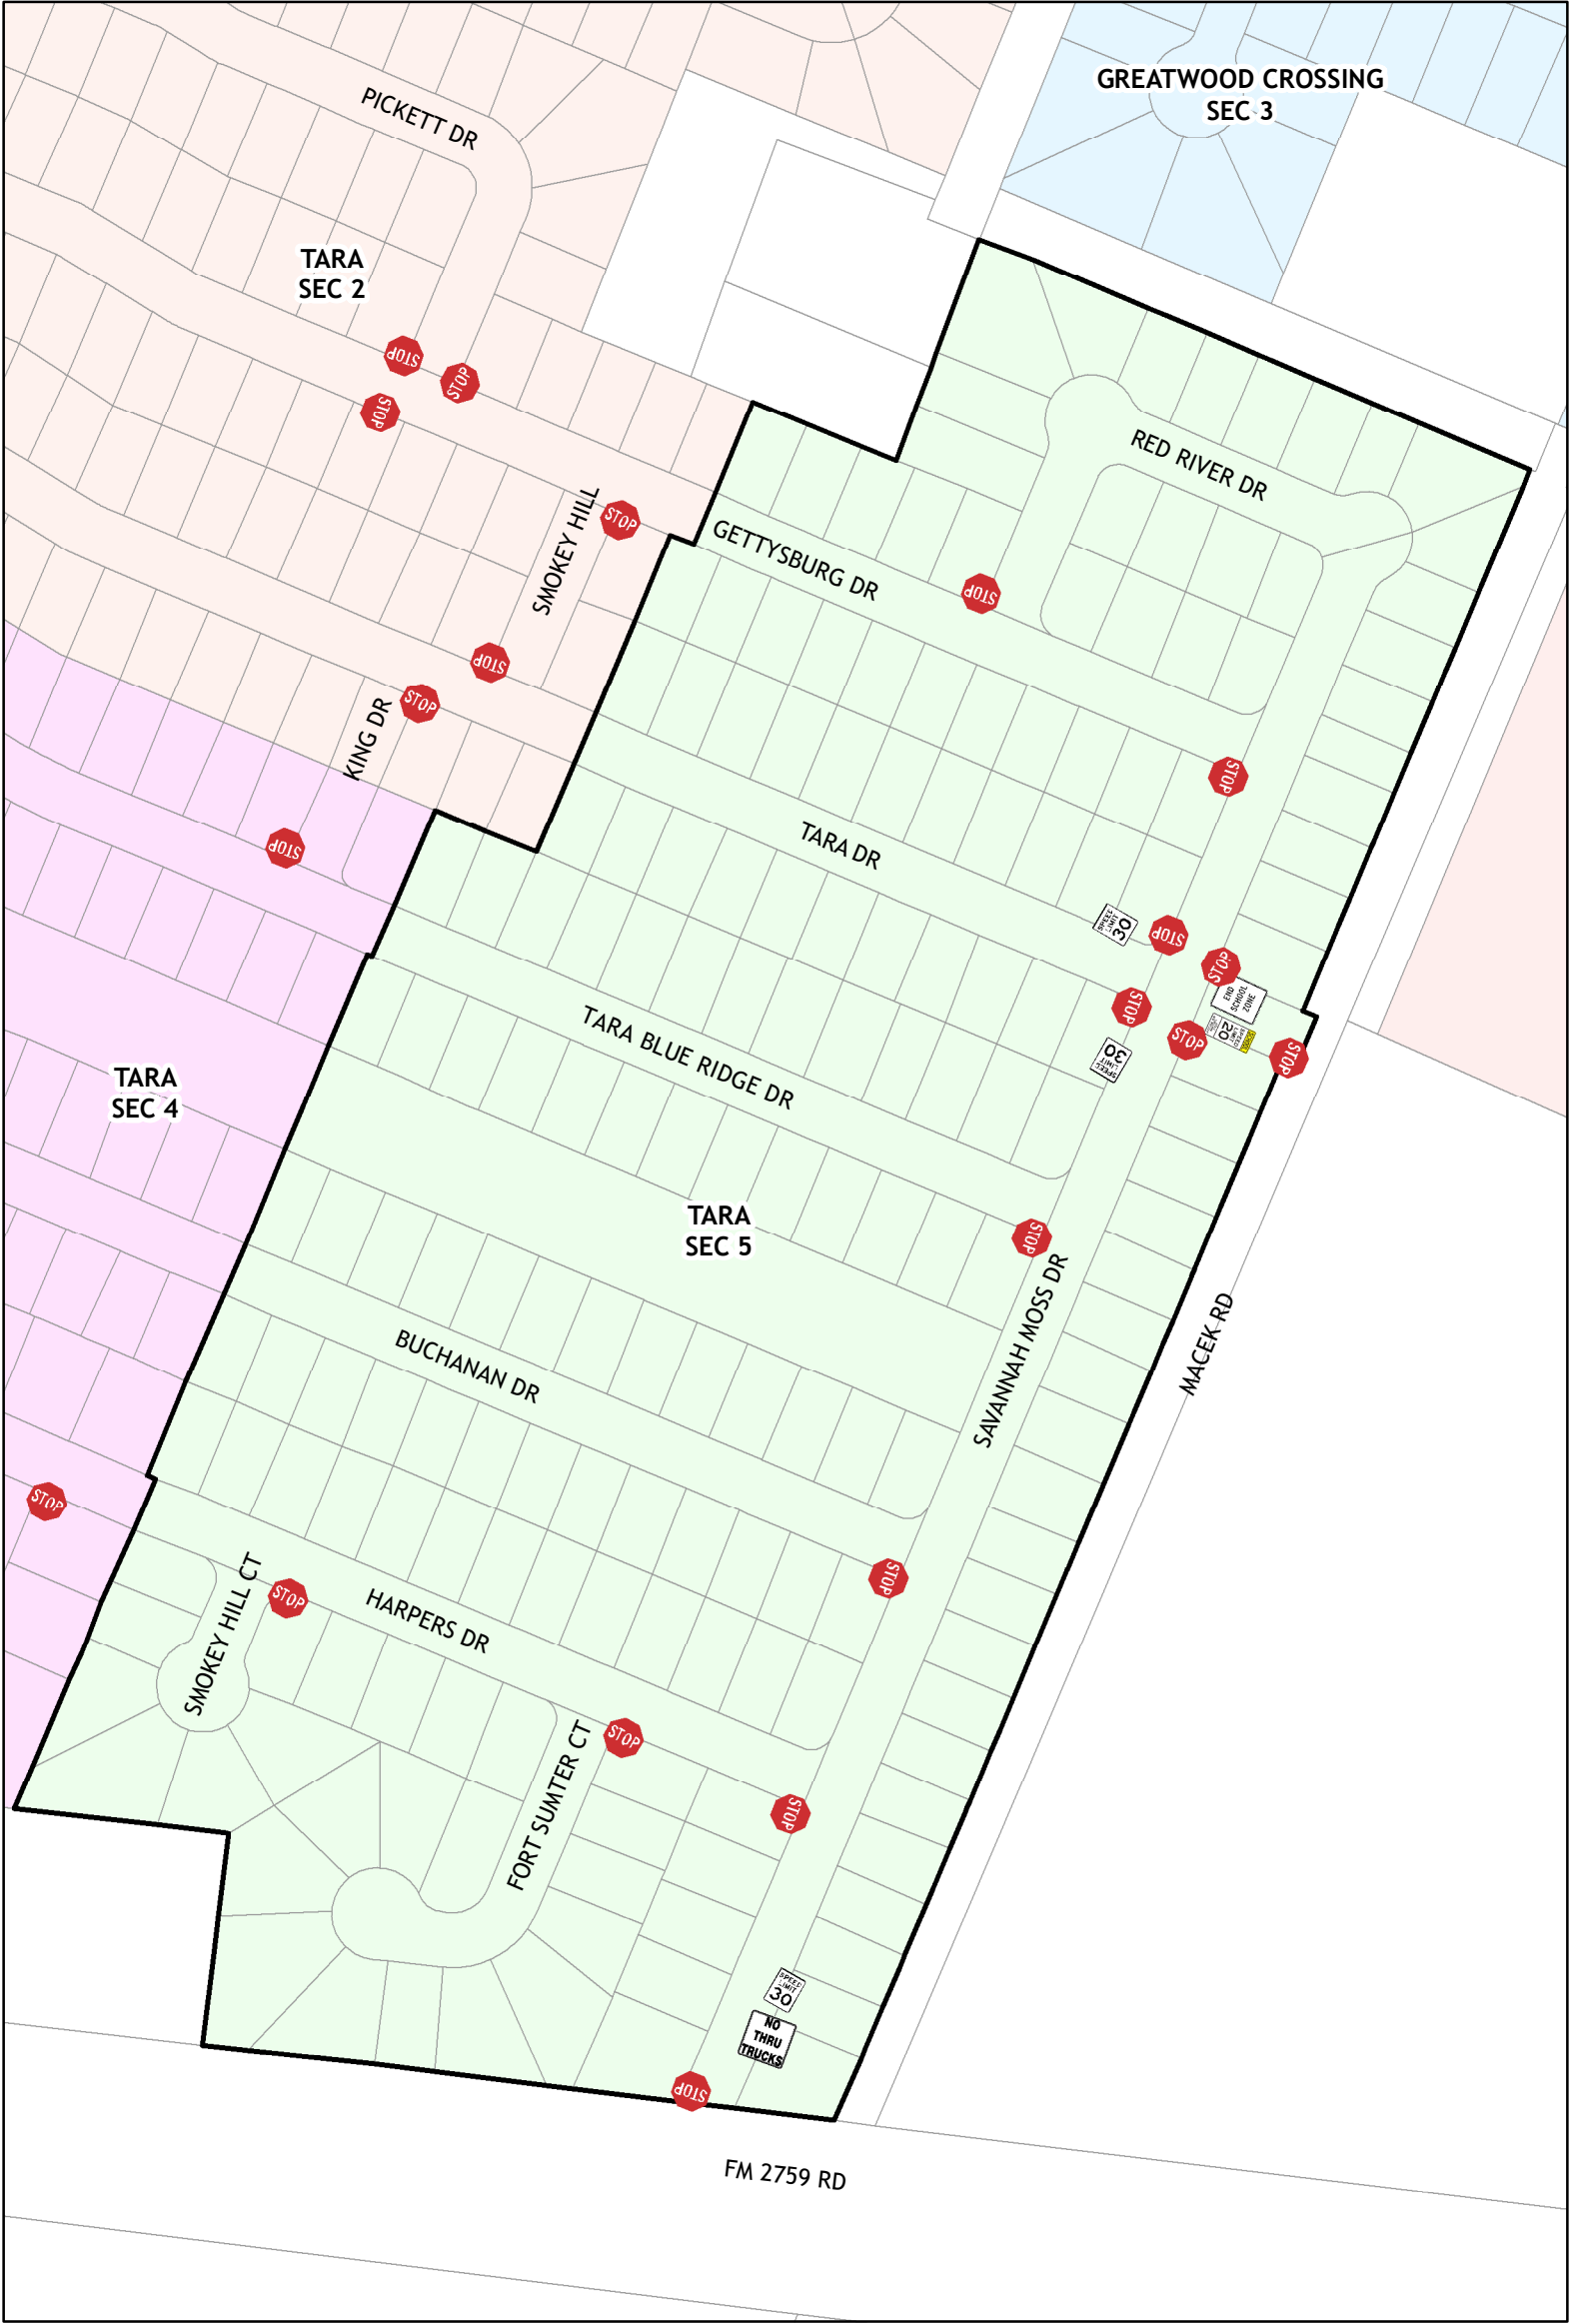 GREATWOOD CROSSING
SEC 3
PICKETT DR
TARA
SEC 2
STOP
STOP
STOP
RED RIVER DR
SMOKEY HILL
STOP
GETTYSBURG DR
STOP
STOP
KING DR
STOP
STOP
STOP
TARA DR
SPEED
LIMIT
30
STOP
STOP
END
SCHOOL
ZONE
STOP
STOP
SPEED
LIMIT
20
STOP
SPEED
LIMIT
30
TARA BLUE RIDGE DR
TARA
SEC 4
TARA
SEC 5
STOP
SAVANNAH MOSS DR
MACEK RD
BUCHANAN DR
STOP
STOP
SMOKEY HILL CT
STOP
HARPERS DR
FORT SUMTER CT
STOP
STOP
SPEED
LIMIT
30
NO
THRU
TRUCKS
STOP
FM 2759 RD